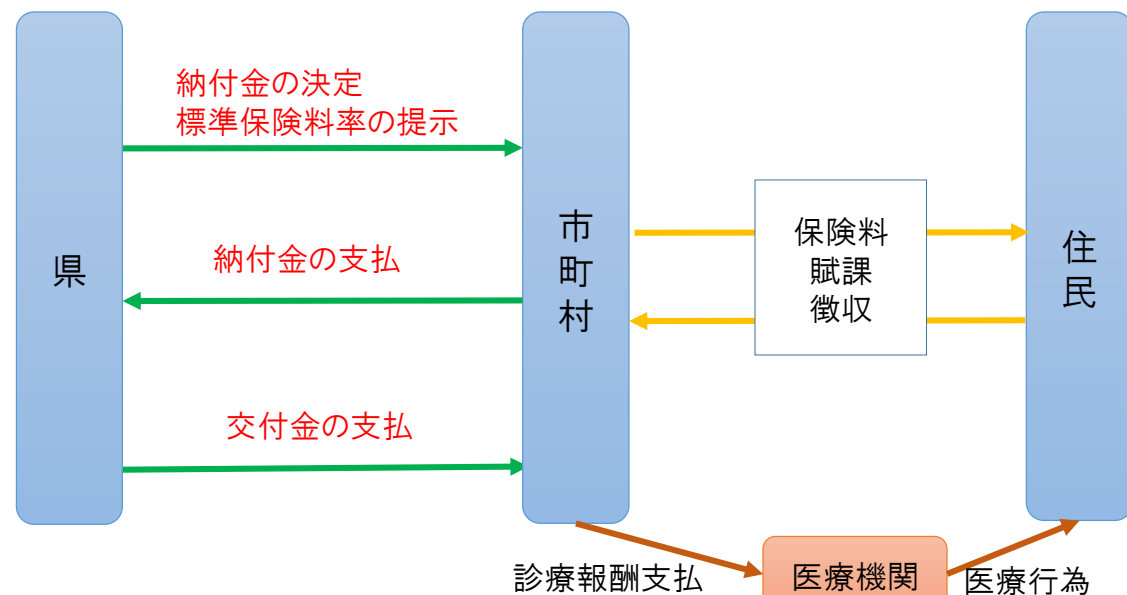 県
納付金の決定
標準保険料率の提示
納付金の支払
交付金の支払
市町村
保険料
賦課
徴収
住民
診療報酬支払
医療機関
医療行為